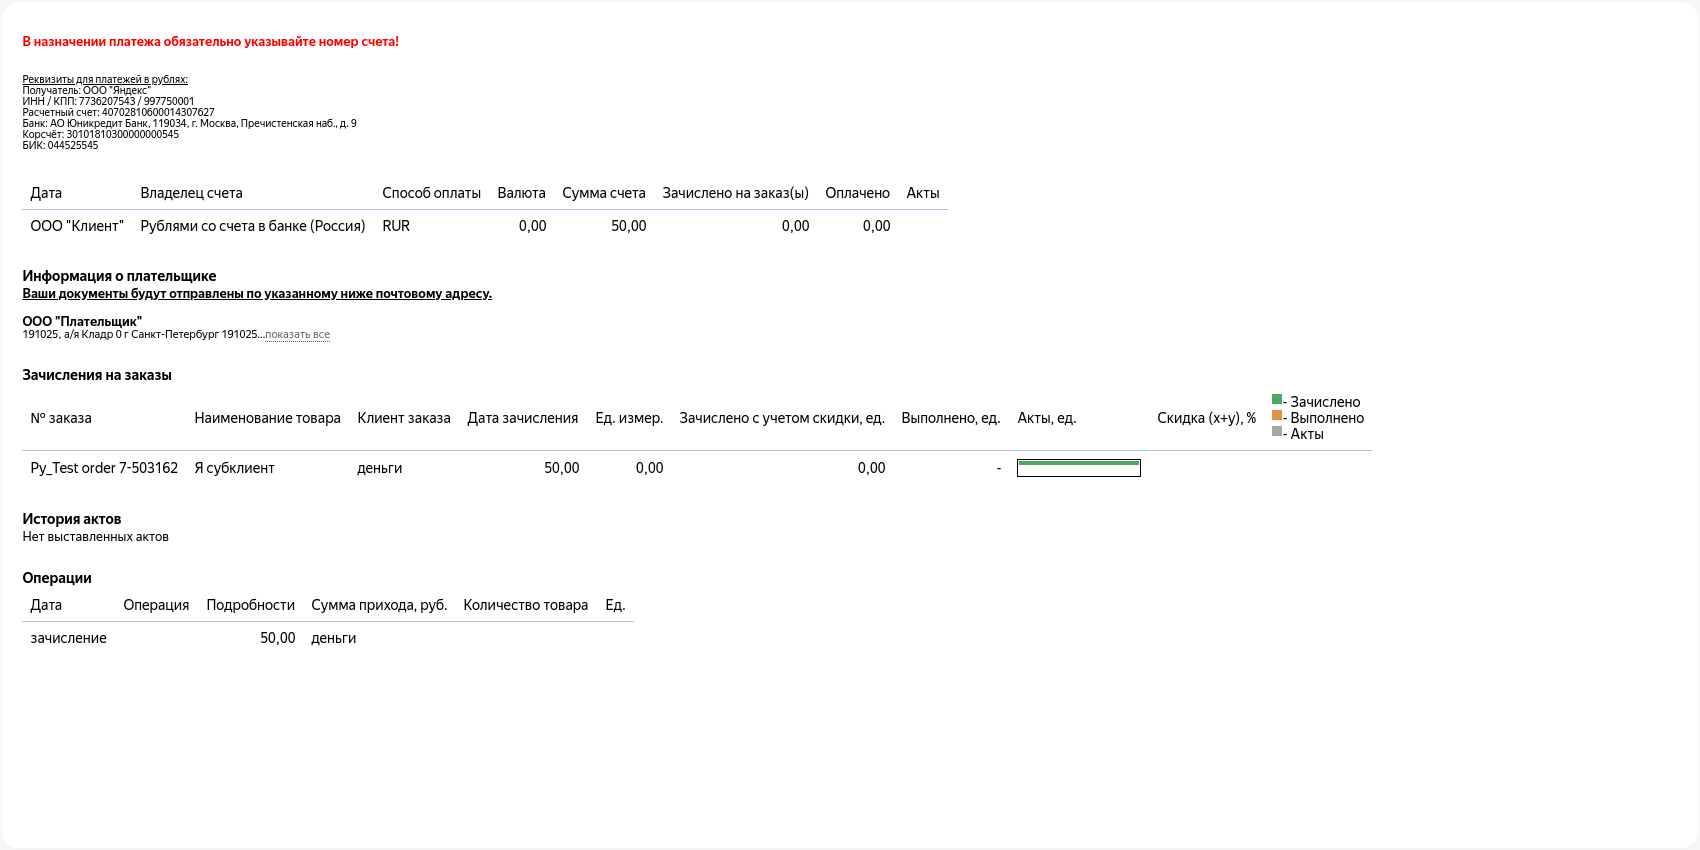 В назначении платежа обязательно указывайте номер счета!
Реквизиты для платежей в рублях:
Получатель: ООО "Яндекс"
ИНН / КПП: 7736207543 / 997750001
Расчетный счет: 40702810600014307627
Банк: АО Юникредит Банк, 119034, г. Москва, Пречистенская наб., д. 9
Корсчёт: 30101810300000000545
БИК: 044525545
Дата Владелец счета Способ оплаты Валюта Сумма счета Зачислено на заказ(ы) Оплачено Акты
ООО "Клиент" Рублями со счета в банке (Россия) RUR 0,00 50,00 0,00 0,00
Информация о плательщике
Ваши документы будут отправлены по указанному ниже почтовому адресу.
ООО "Плательщик"
191025, а/я Кладр 0 г Санкт-Петербург 191025...показать все
Зачисления на заказы
№ заказа Наименование товара Клиент заказа Дата зачисления Ед. измер. Зачислено с учетом скидки, ед. Выполнено, ед. Акты, ед. Скидка (x+y), %
- Зачислено
- Выполнено
- Акты
Py_Test order 7-503162 Я субклиент деньги 50,00 0,00 0,00 -
История актов
Нет выставленных актов
Операции
Дата Операция Подробности Сумма прихода, руб. Количество товара Ед.
зачисление 50,00 деньги